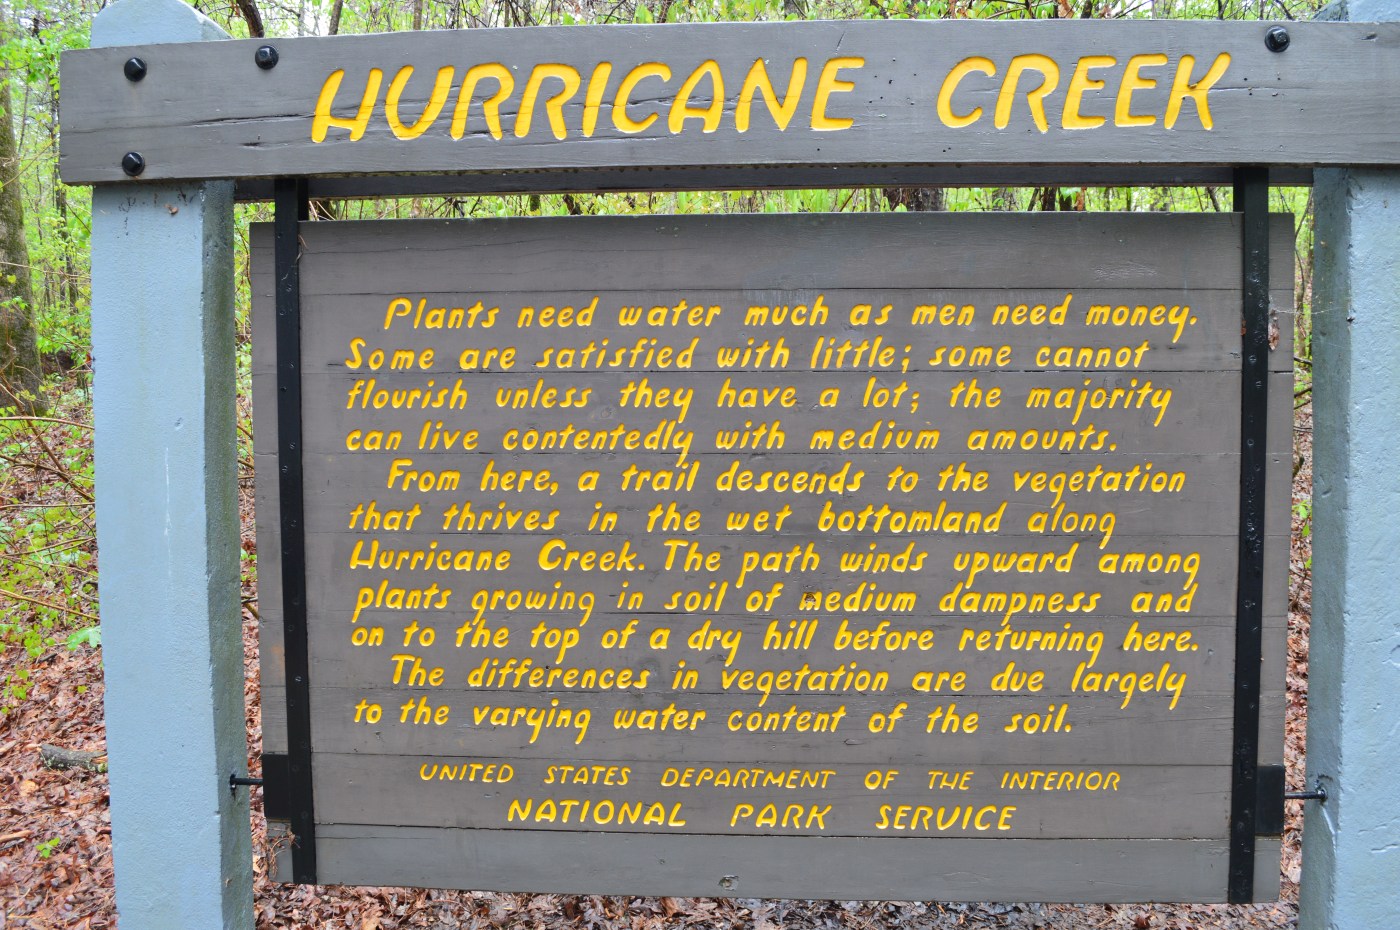 HURRICANE CREEK
Plants need water much as men need money.
Some are satisfied with little; some cannot
flourish unless they have a lot; the majority
can live contentedly with medium amounts.
From here, a trail descends to the vegetation
that thrives in the wet bottomland along
Hurricane Creek. The path winds upward among
plants growing in soil of medium dampness and
on to the top of a dry hill before returning here.
The differences in vegetation are due largely
to the varying water content of the soil.
UNITED STATES DEPARTMENT OF THE INTERIOR
NATIONAL PARK SERVICE